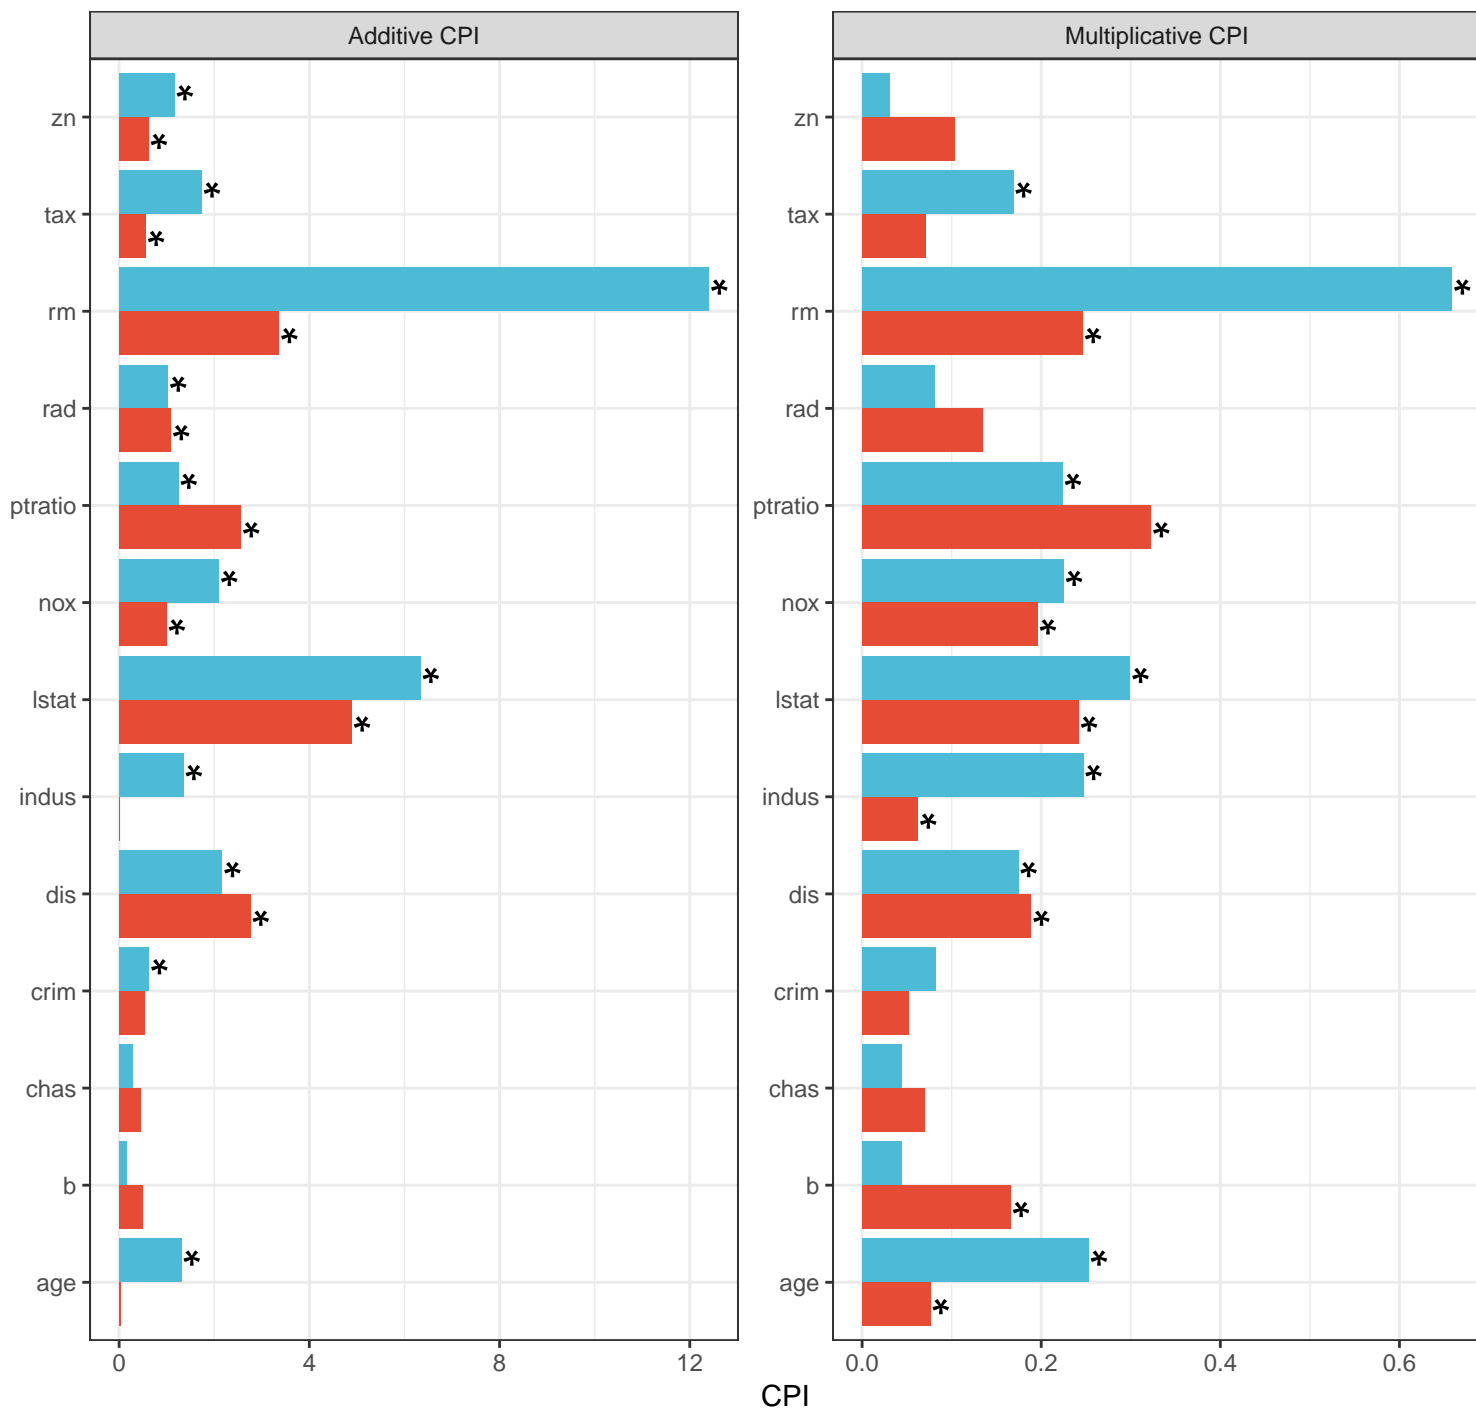 Additive CPI
zn
tax
rm
rad
ptratio
nox
lstat
indus
dis
crim
chas
b
age
0 4 8 12
Multiplicative CPI
zn
tax
rm
rad
ptratio
nox
lstat
indus
dis
crim
chas
b
age
0.0 0.2 0.4 0.6
CPI